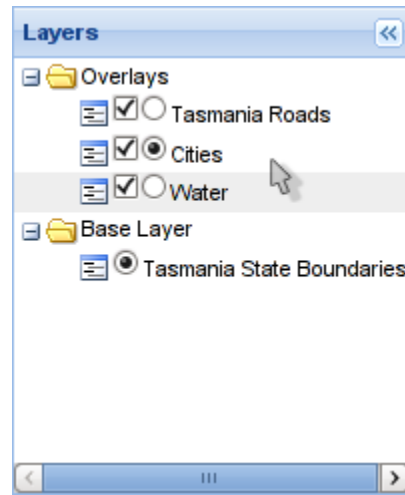 Layers
Overlays
Tasmania Roads
Cities
Water
Base Layer
Tasmania State Boundaries